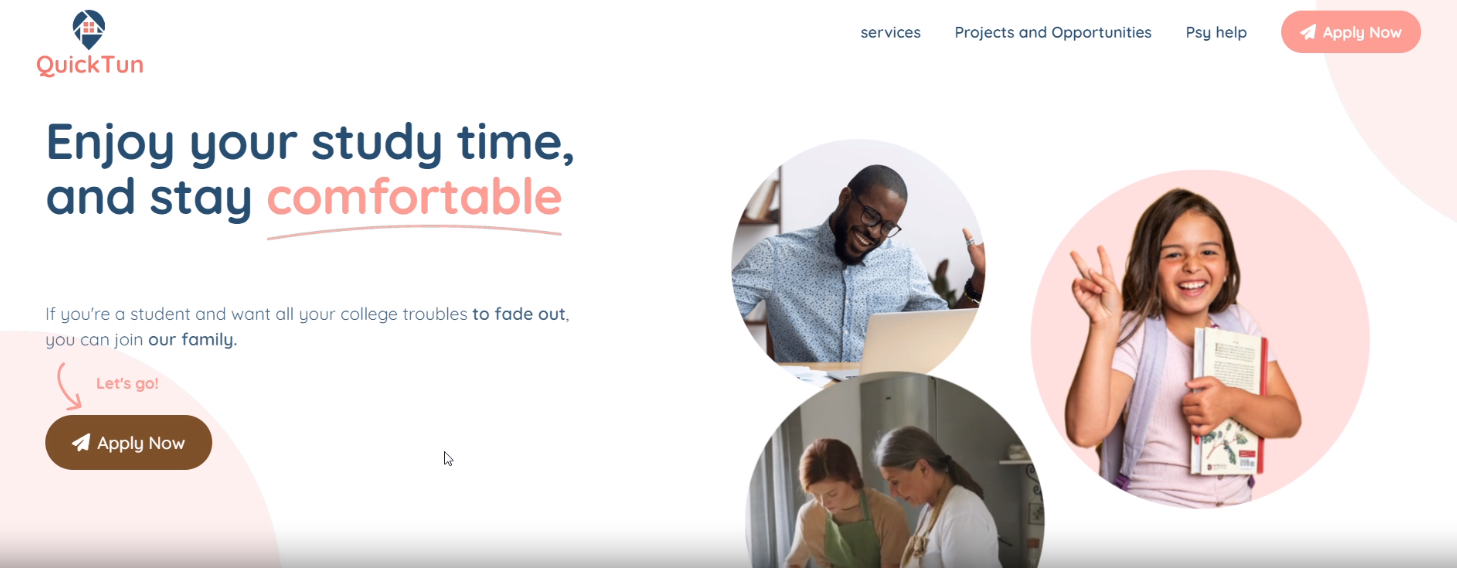 QuickTun
services
Projects and Opportunities
Psy help
Apply Now
Enjoy your study time,
and stay comfortable
If you're a student and want all your college troubles to fade out,
you can join our family.
Let's go!
Apply Now